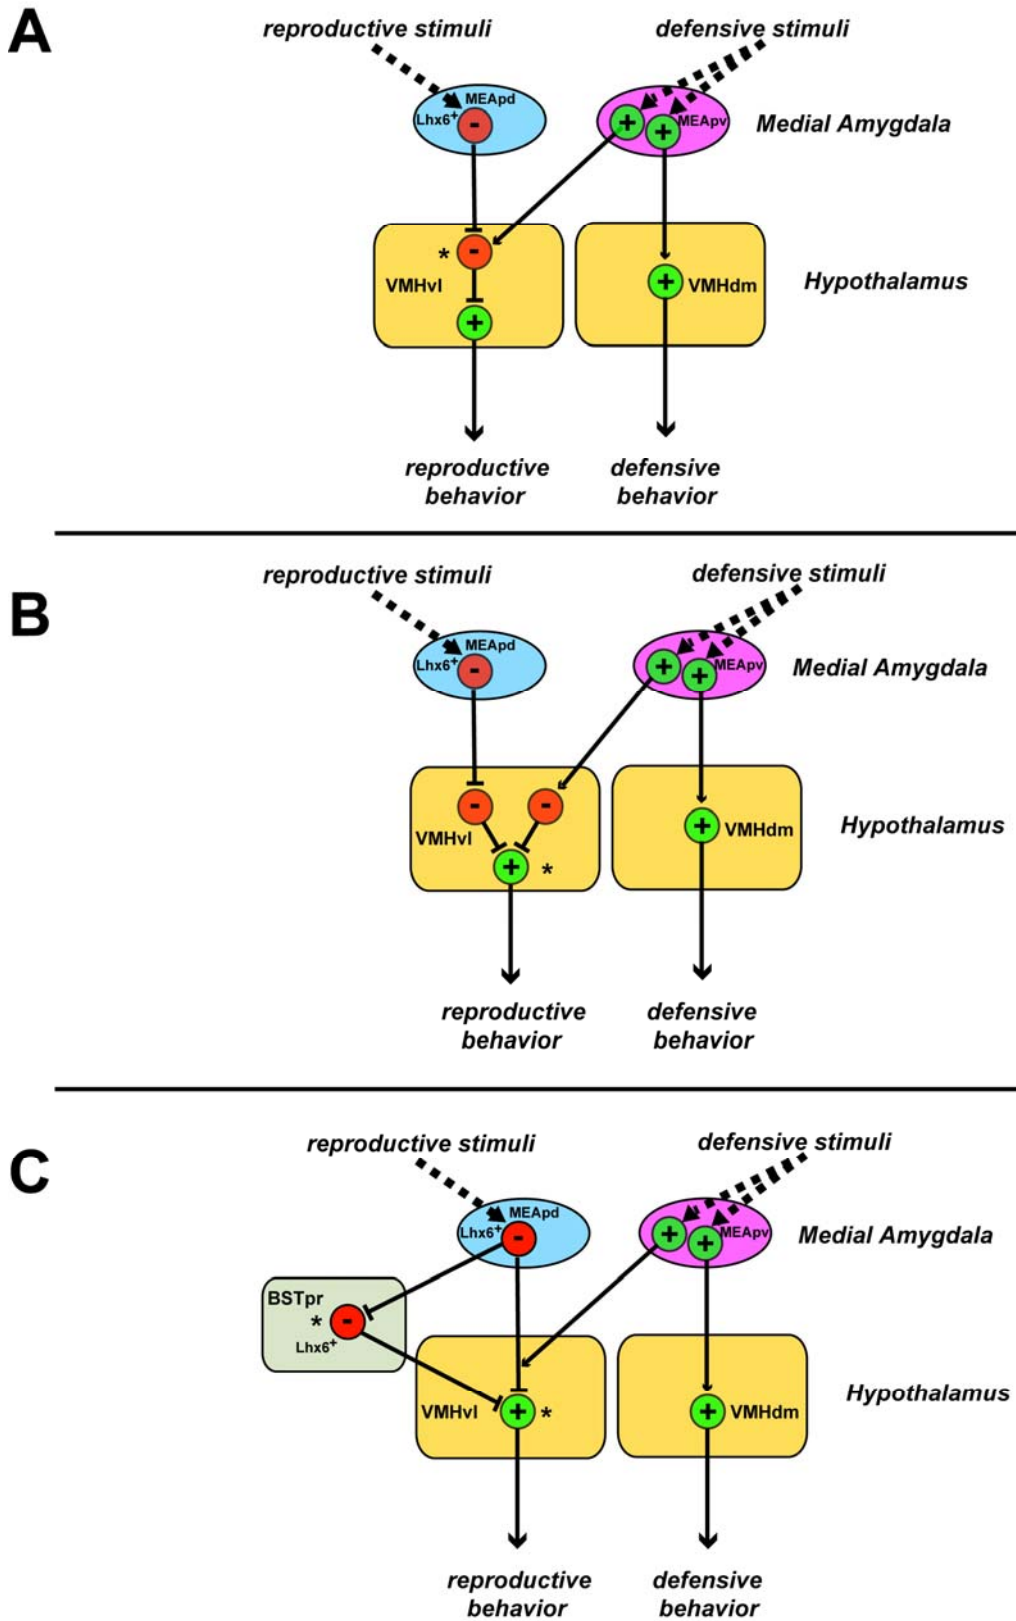 A
reproductive stimuli
defensive stimuli
MEApd
Lhx6+
-
+
+
MEApv
Medial Amygdala
*
-
VMHvl
+
+
VMHdm
Hypothalamus
reproductive
behavior
defensive
behavior
B
reproductive stimuli
defensive stimuli
MEApd
Lhx6+
-
+
+
MEApv
Medial Amygdala
-
-
VMHvl
+
*
+
VMHdm
Hypothalamus
reproductive
behavior
defensive
behavior
C
reproductive stimuli
defensive stimuli
MEApd
Lhx6+
-
+
+
MEApv
Medial Amygdala
BSTpr
*
-
Lhx6+
VMHvl
+
*
+
VMHdm
Hypothalamus
reproductive
behavior
defensive
behavior